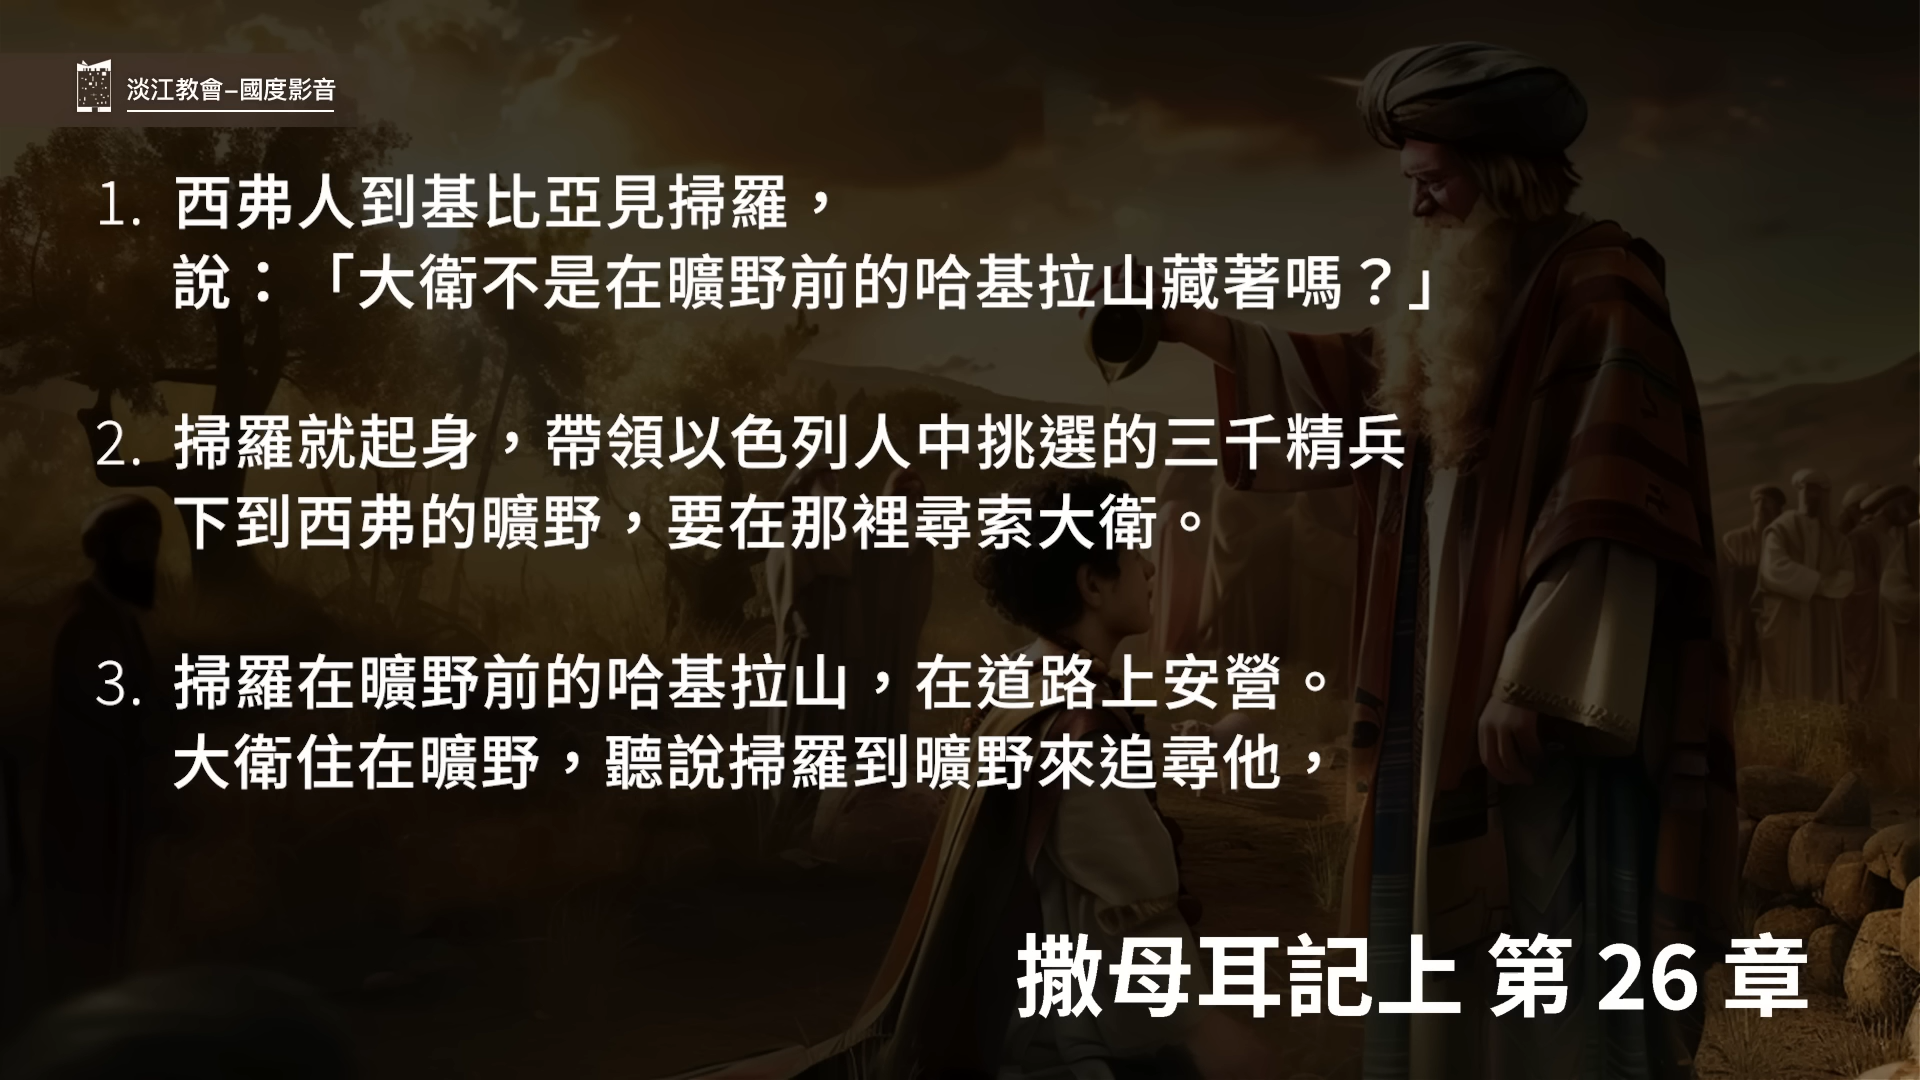 淡江教會–國度影音
1. 西弗人到基比亞見掃羅，
說：「大衛不是在曠野前的哈基拉山藏著嗎？」
2. 掃羅就起身，帶領以色列人中挑選的三千精兵
下到西弗的曠野，要在那裡尋索大衛。
3. 掃羅在曠野前的哈基拉山，在道路上安營。
大衛住在曠野，聽說掃羅到曠野來追尋他，
撒母耳記上 第 26 章